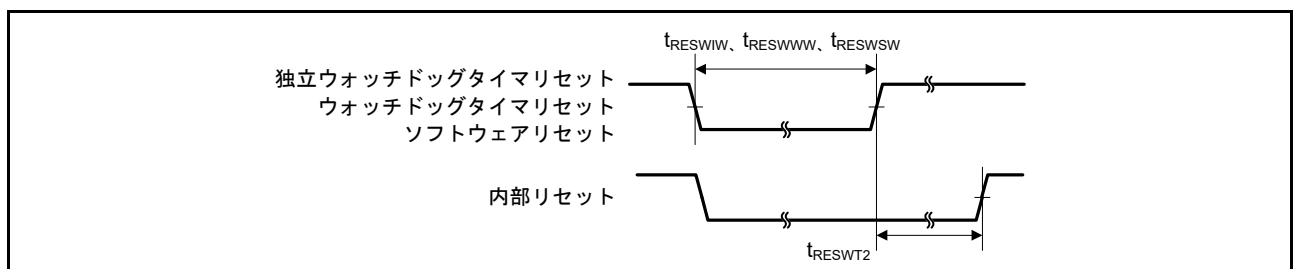 tRESWIW、tRESWWW、tRESWSW
独立ウォッチドッグタイマリセット
ウォッチドッグタイマリセット
ソフトウェアリセット
内部リセット
tRESWT2